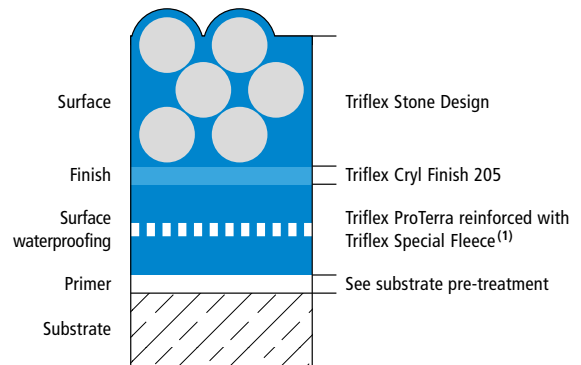 Surface
Triflex Stone Design
Finish
Triflex Cryl Finish 205
Surface
waterproofing
Triflex ProTerra reinforced with
Triflex Special Fleece(1)
Primer
See substrate pre-treatment
Substrate